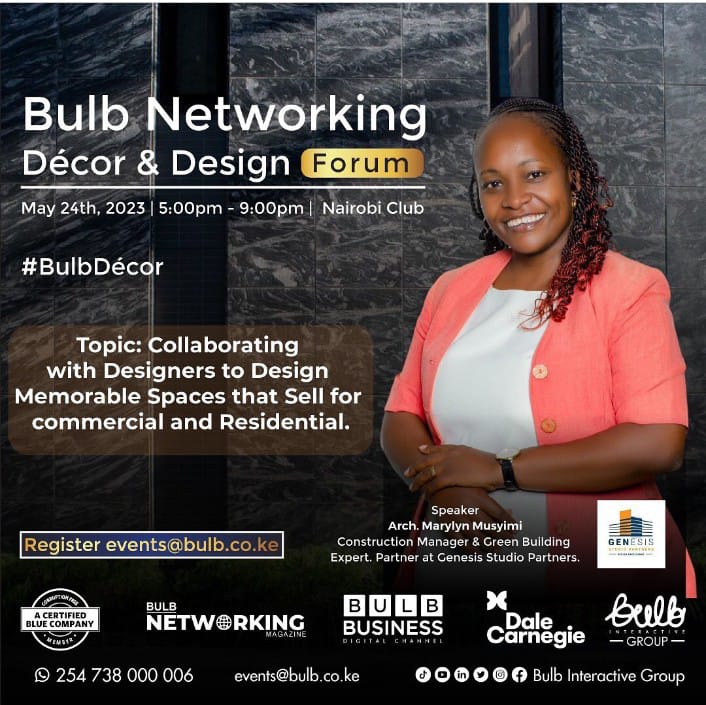 Bulb Networking
Décor & Design Forum
May 24th, 2023 | 5:00pm - 9:00pm | Nairobi Club
#BulbDécor
Topic: Collaborating
with Designers to Design
Memorable Spaces that Sell for
commercial and Residential.
Speaker
Arch. Marylyn Musyimi
Construction Manager & Green Building
Expert. Partner at Genesis Studio Partners.
GENESIS
STUDIO PARTNERS
Register events@bulb.co.ke
CORRUPTION FREE
A CERTIFIED
BLUE COMPANY
• MEMBER •
BULB
NETWORKING
MAGAZINE
BULB
BUSINESS
DIGITAL CHANNEL
Dale
Carnegie
Bulb
INTERACTIVE
GROUP
254 738 000 006
events@bulb.co.ke
Bulb Interactive Group